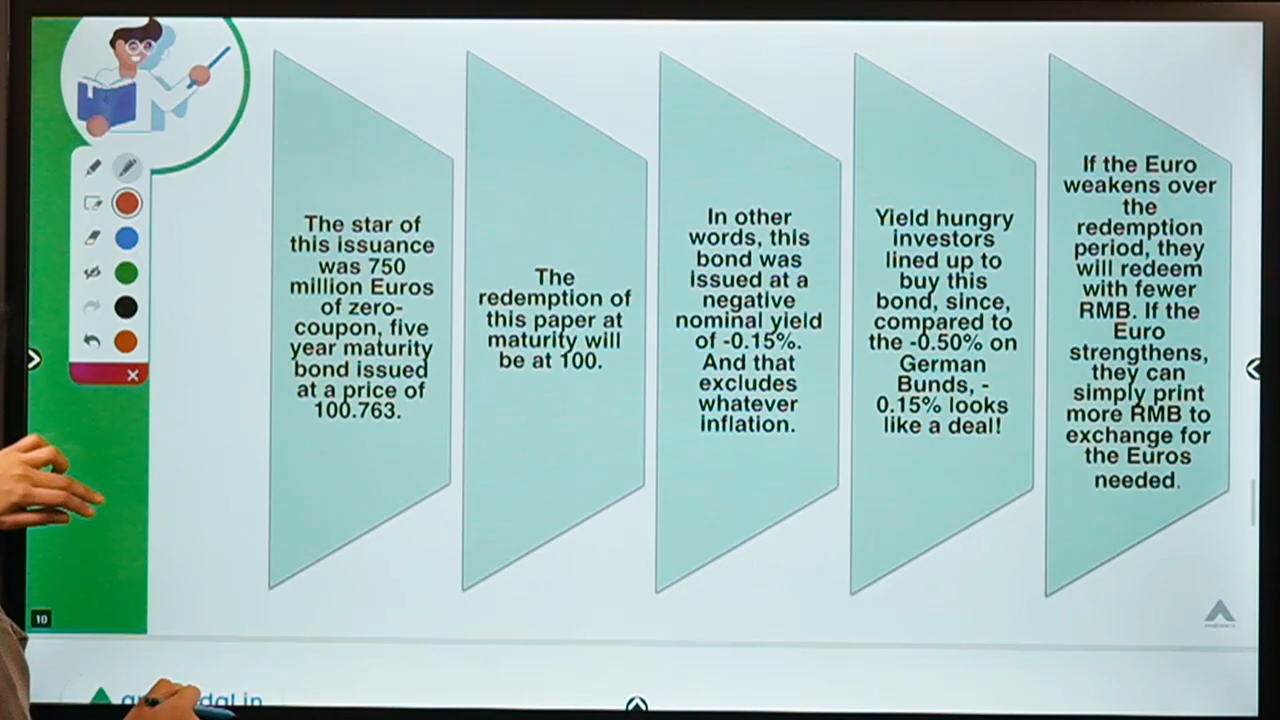 The star of
this issuance
was 750
million Euros
of zero-
coupon, five
year maturity
bond issued
at a price of
100.763.
The
redemption of
this paper at
maturity will
be at 100.
In other
words, this
bond was
issued at a
negative
nominal yield
of -0.15%.
And that
excludes
whatever
inflation.
Yield hungry
investors
lined up to
buy this
bond, since,
compared to
the -0.50% on
German
Bunds, -
0.15% looks
like a deal!
If the Euro
weakens over
the
redemption
period, they
will redeem
with fewer
RMB. If the
Euro
strengthens,
they can
simply print
more RMB to
exchange for
the Euros
needed.
10